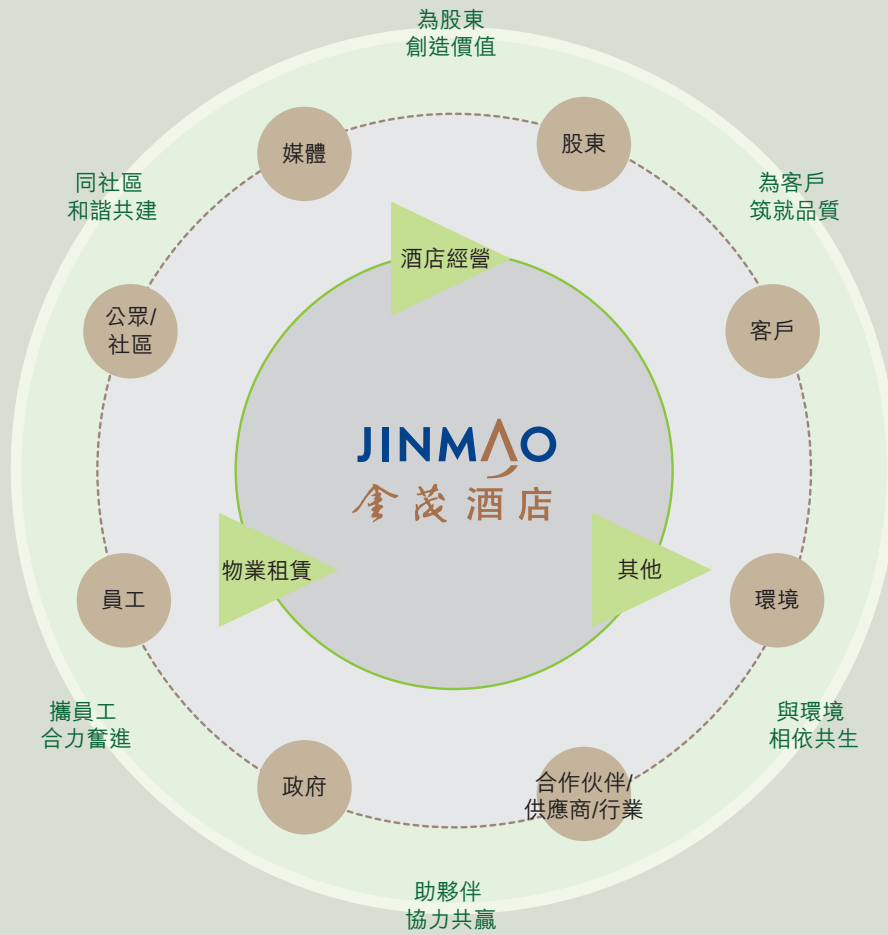 為股東
創造價值
媒體
股東
同社區
和諧共建
為客戶
筑就品質
酒店經營
公眾/
社區
客戶
JINMAO
金茂酒店
物業租賃
其他
員工
環境
攜員工
合力奮進
與環境
相依共生
政府
合作伙伴/
供應商/行業
助夥伴
協力共贏